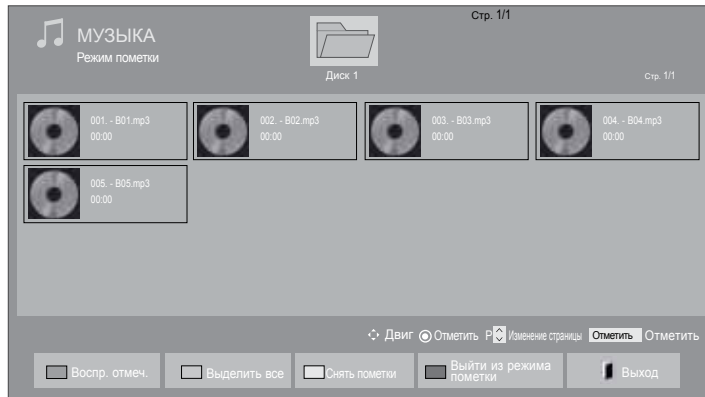 Стр. 1/1
МУЗЫКА
Режим пометки
Диск 1
Стр. 1/1
001. - B01.mp3
00:00
002. - B02.mp3
00:00
003. - B03.mp3
00:00
004. - B04.mp3
00:00
005. - B05.mp3
00:00
Двиг Отметить P Изменение страницы Отметить Отметить
Воспр. отмеч.
Выделить все
Снять пометки
Выйти из режима
пометки
Выход